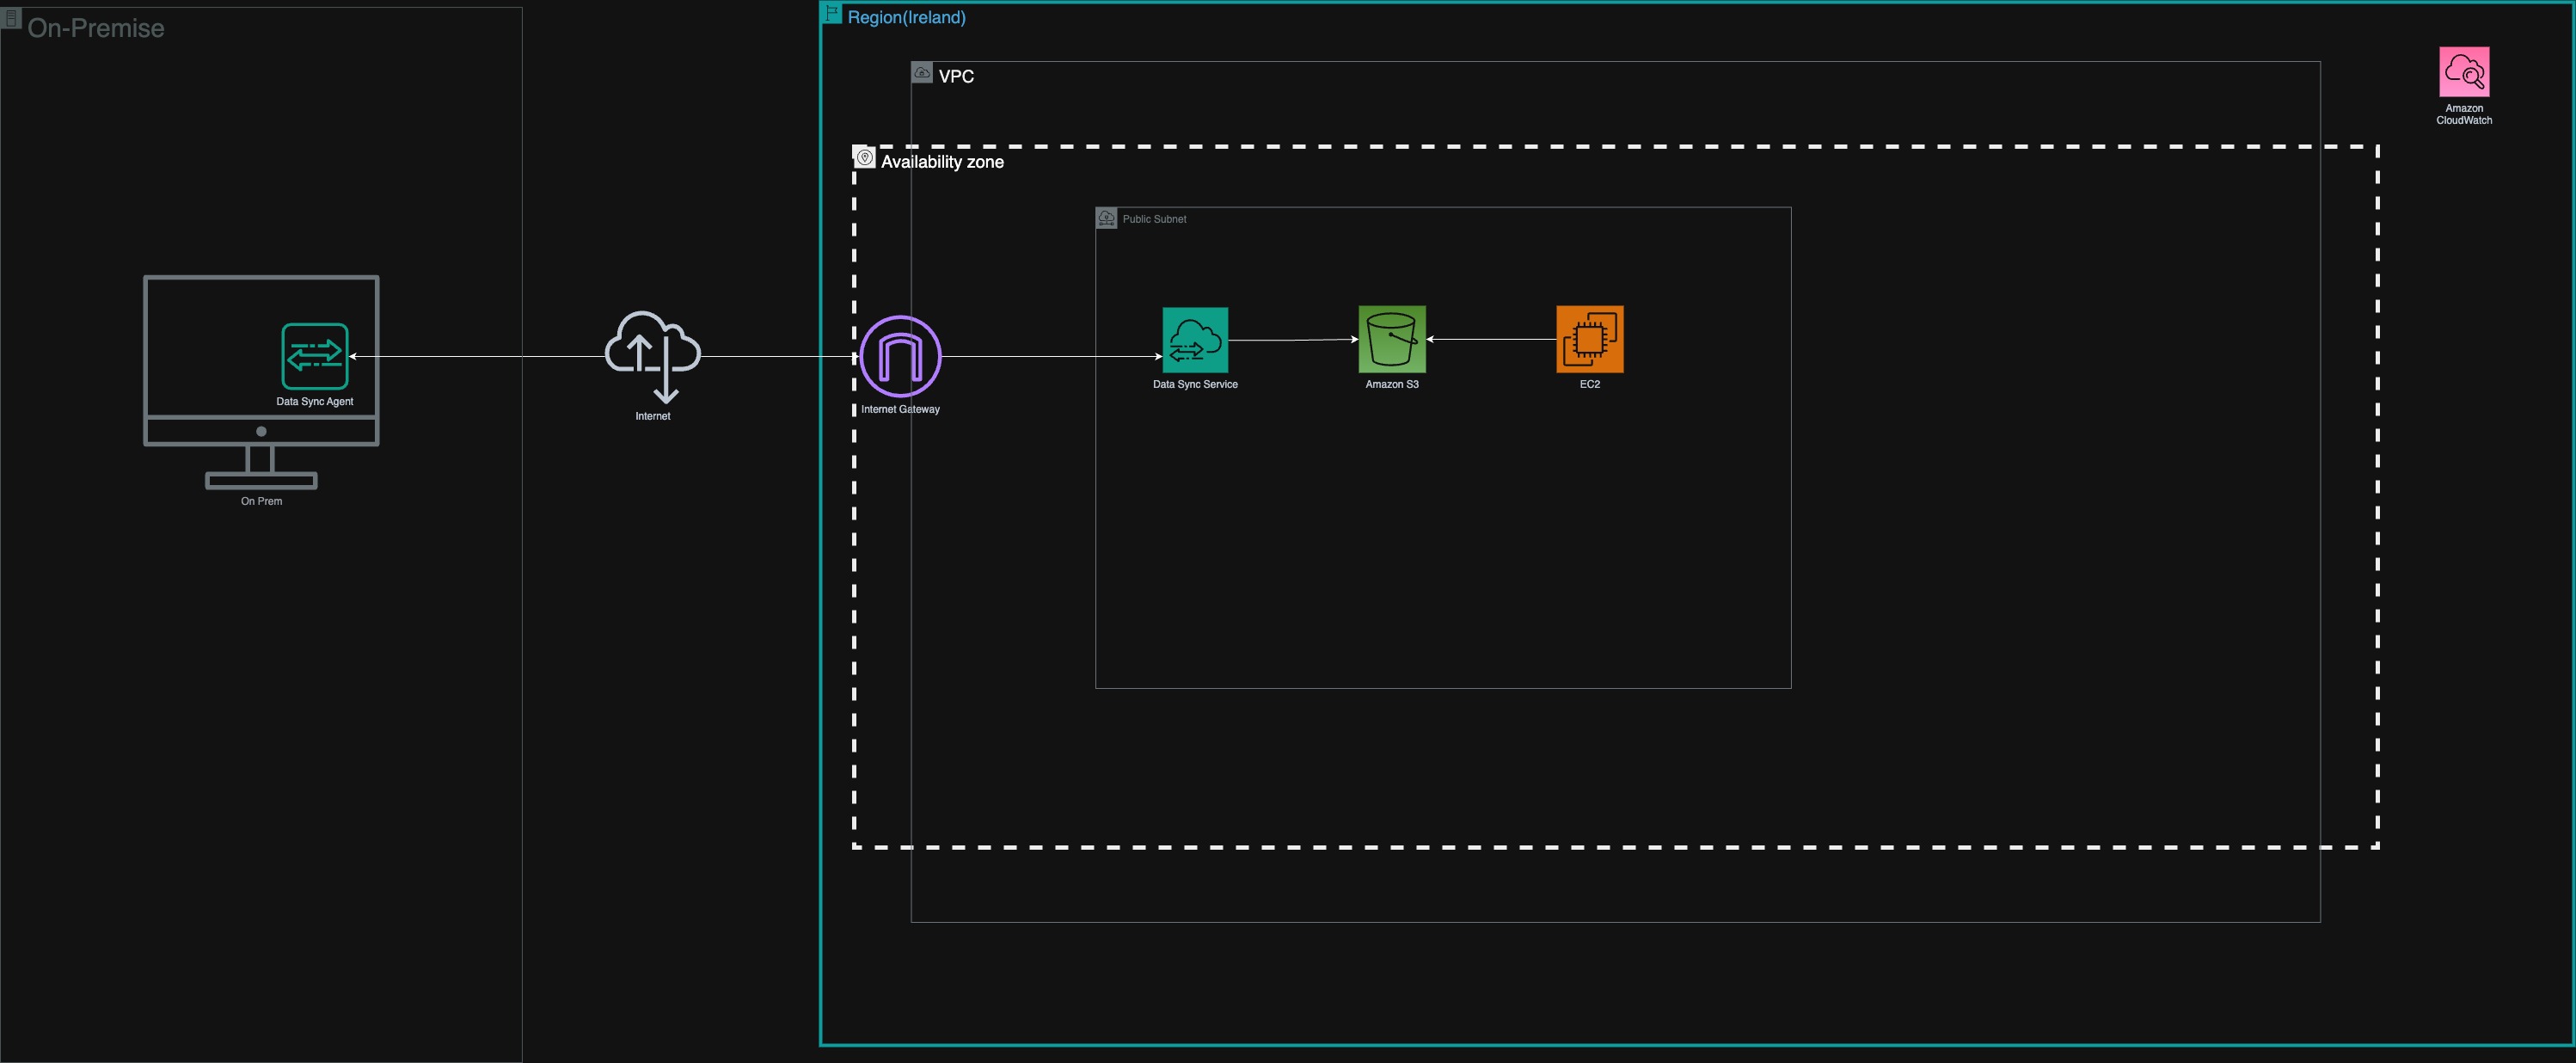 On-Premise
Region(Ireland)
VPC
Amazon
CloudWatch
Availability zone
Public Subnet
Data Sync Agent
On Prem
Internet
Internet Gateway
Data Sync Service
Amazon S3
EC2